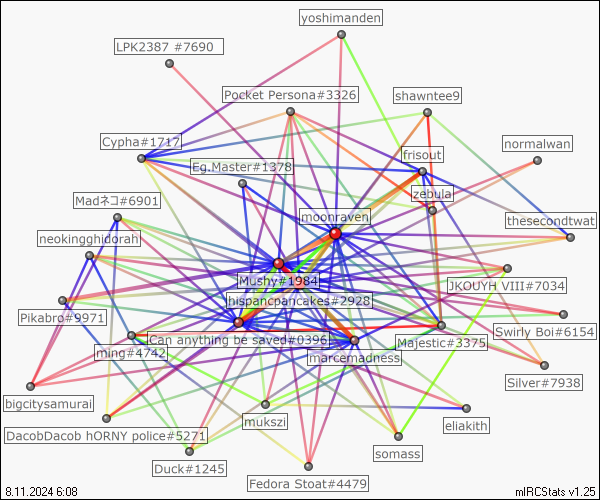 yoshimanden
LPK2387 #7690
Pocket Persona#3326
shawntee9
Cypha#1717
normalwan
frisout
Eg.Master#1378
zebula
Madネコ#6901
moonraven
thesecondtwat
neokingghidorah
Mushy#1984
JKOUYH VIII#7034
hispancpancakes#2928
Pikabro#9971
Swirly Boi#6154
Can anything be saved#0396
Majestic#3375
ming#4742
marcemadness
Silver#7938
bigcitysamurai
mukszi
eliakith
DacobDacob hORNY police#5271
somass
Duck#1245
Fedora Stoat#4479
8.11.2024 6:08
mIRCStats v1.25